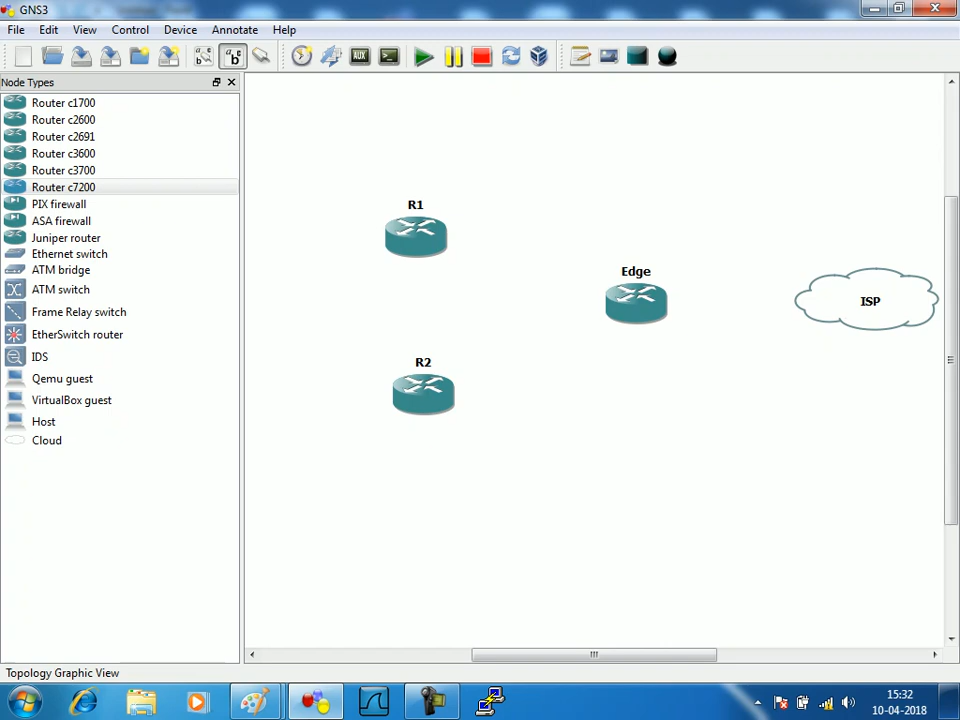 GNS3
File Edit View Control Device Annotate Help
AUX
Node Types
Router c1700
Router c2600
Router c2691
Router c3600
Router c3700
Router c7200
PIX firewall
ASA firewall
Juniper router
Ethernet switch
ATM bridge
ATM switch
Frame Relay switch
EtherSwitch router
IDS
Qemu guest
VirtualBox guest
Host
Cloud
R1
Edge
ISP
R2
Topology Graphic View
15:32
10-04-2018